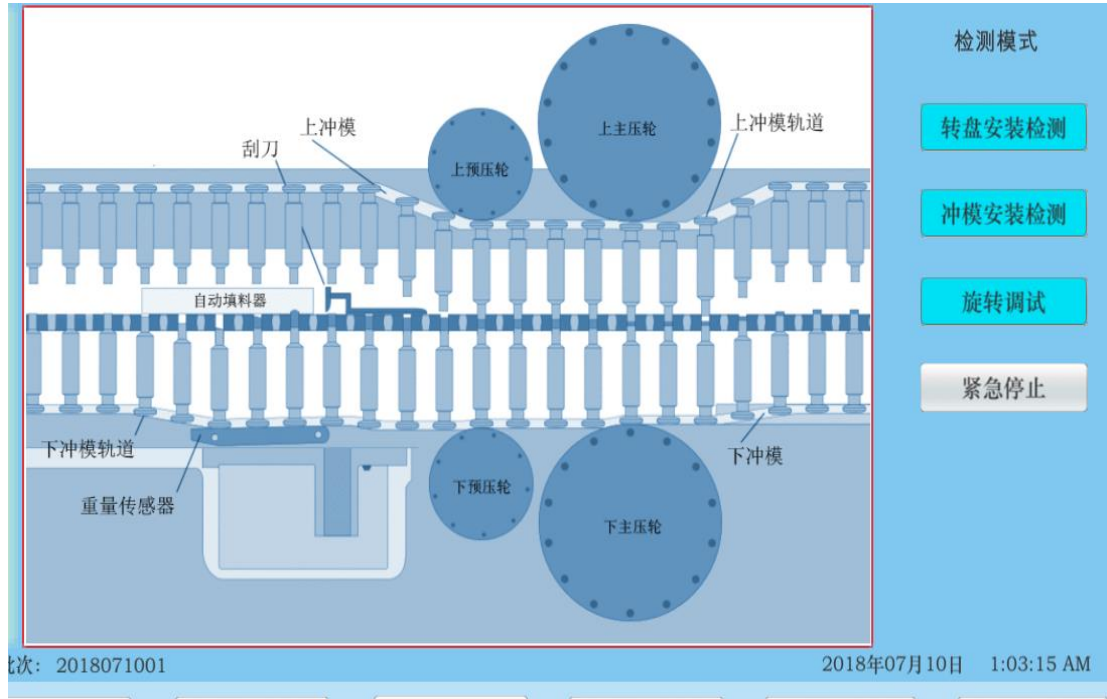 检测模式
上主压轮
上冲模轨道
上冲模
刮刀
上预压轮
转盘安装检测
冲模安装检测
自动填料器
旋转调试
紧急停止
下冲模轨道
下冲模
下预压轮
重量传感器
下主压轮
批次: 2018071001
2018年07月10日 1:03:15 AM